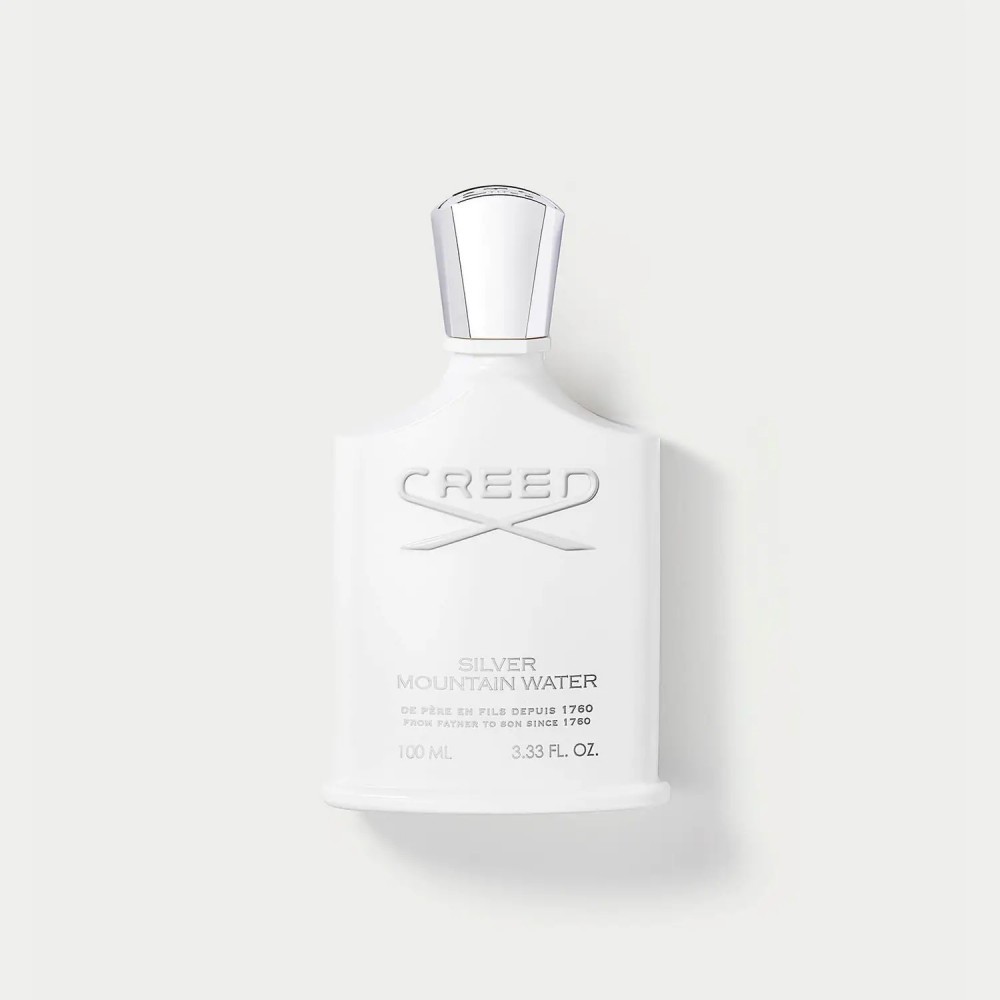 CREED
SILVER
MOUNTAIN WATER
DE PÈRE EN FILS DEPUIS 1760
FROM FATHER TO SON SINCE 1760
100 ML 3.33 FL. OZ.